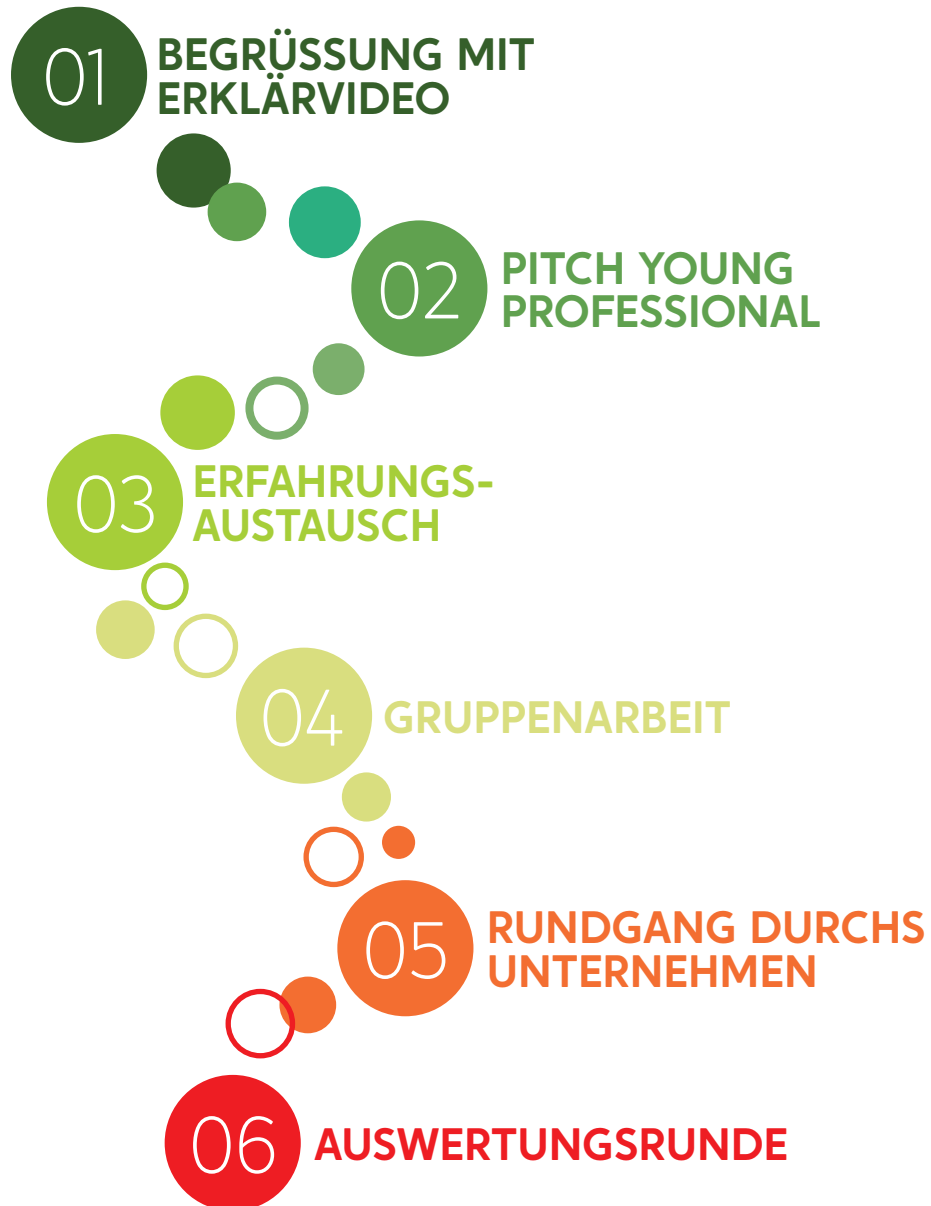 01
BEGRÜSSUNG MIT
ERKLÄRVIDEO
02
PITCH YOUNG
PROFESSIONAL
03
ERFAHRUNGS-
AUSTAUSCH
04
GRUPPENARBEIT
05
RUNDGANG DURCHS
UNTERNEHMEN
06
AUSWERTUNGSRUNDE